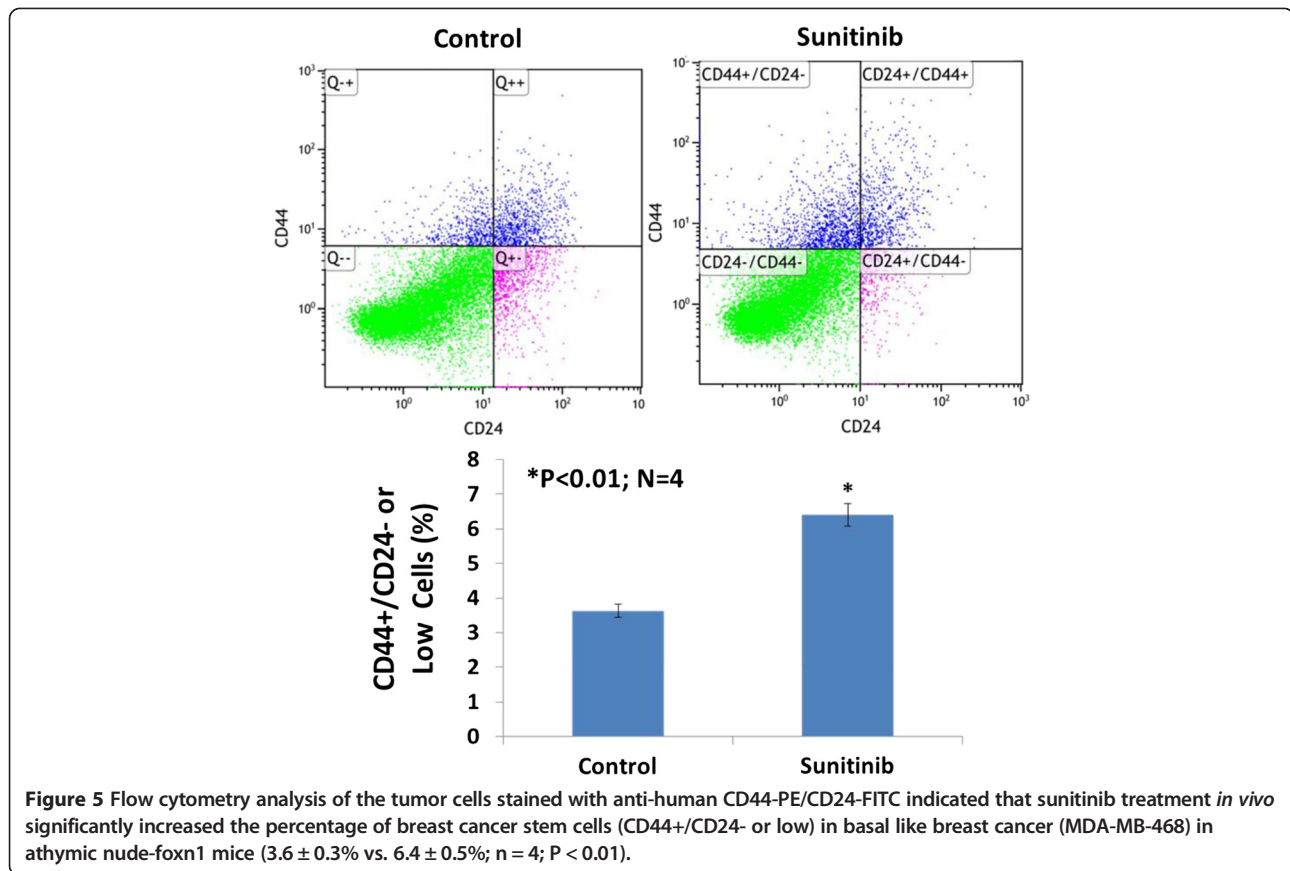 Control
Sunitinib
10³
Q-+
Q++
10²
CD44
10¹
Q--
Q+-
10⁰
10⁰ 10¹ 10² 10
CD24
10
CD44+/CD24-
CD24+/CD44+
10²
CD44
10¹
CD24-/CD44-
CD24+/CD44-
10⁰
10⁰ 10¹ 10² 10³
CD24
8
7
6
5
4
3
2
1
0
*P<0.01; N=4
*
CD44+/CD24- or
Low Cells (%)
Control
Sunitinib
Figure 5 Flow cytometry analysis of the tumor cells stained with anti-human CD44-PE/CD24-FITC indicated that sunitinib treatment in vivo
significantly increased the percentage of breast cancer stem cells (CD44+/CD24- or low) in basal like breast cancer (MDA-MB-468) in
athymic nude-foxn1 mice (3.6 ± 0.3% vs. 6.4 ± 0.5%; n = 4; P < 0.01).